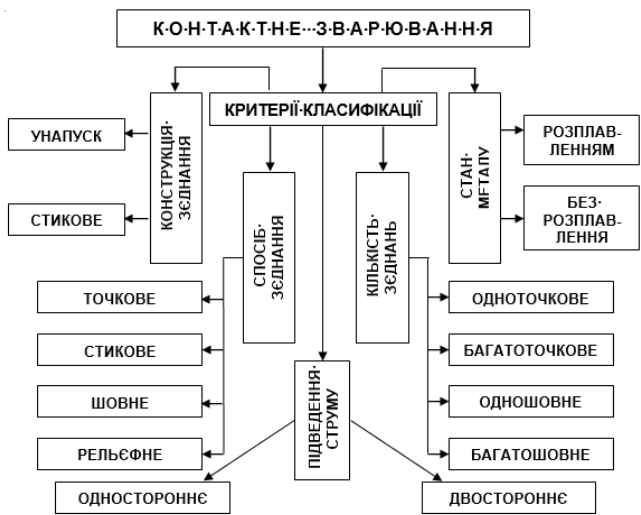 К·О·Н·Т·А·К·Т·Н·Е···З·В·А·Р·Ю·В·А·Н·Н·Я
КРИТЕРІЇ·КЛАСИФІКАЦІЇ
КОНСТРУКЦІЯ·
ЗЄДНАННЯ
УНАПУСК
СТИКОВЕ
СТАН·
МЕТАЛУ
РОЗПЛАВ-
ЛЕННЯМ
БЕЗ·
РОЗПЛАВ-
ЛЕННЯ
СПОСІБ·
ЗЄДНАННЯ
ТОЧКОВЕ
СТИКОВЕ
ШОВНЕ
РЕЛЬЄФНЕ
КІЛЬКІСТЬ·
ЗЄДНАНЬ
ОДНОТОЧКОВЕ
БАГАТОТОЧКОВЕ
ОДНОШОВНЕ
БАГАТОШОВНЕ
ПІДВЕДЕННЯ·
СТРУМУ
ОДНОСТОРОННЄ
ДВОСТОРОННЄ